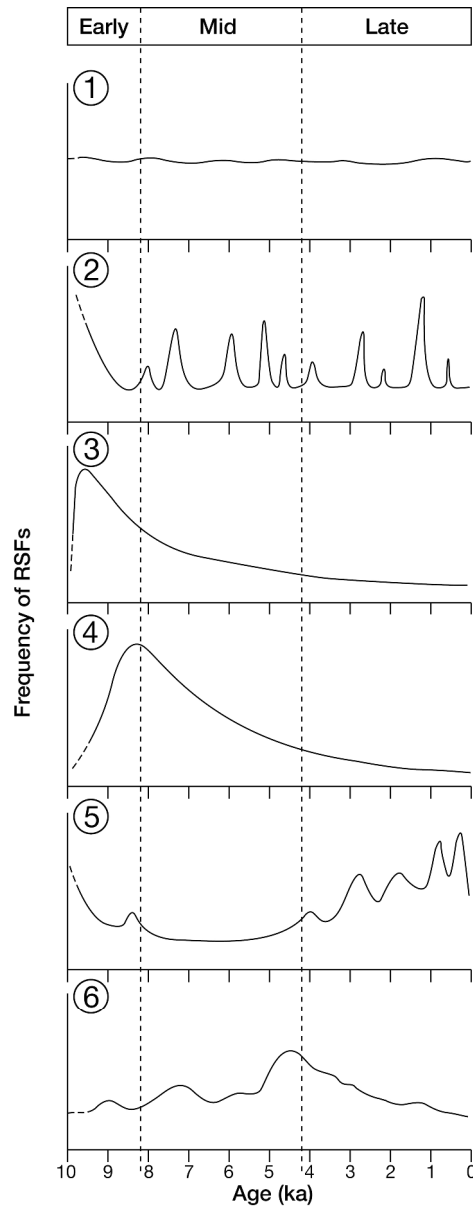 Early Mid Late
①
②
③
④
⑤
⑥
Frequency of RSFs
10 9 8 7 6 5 4 3 2 1 0
Age (ka)